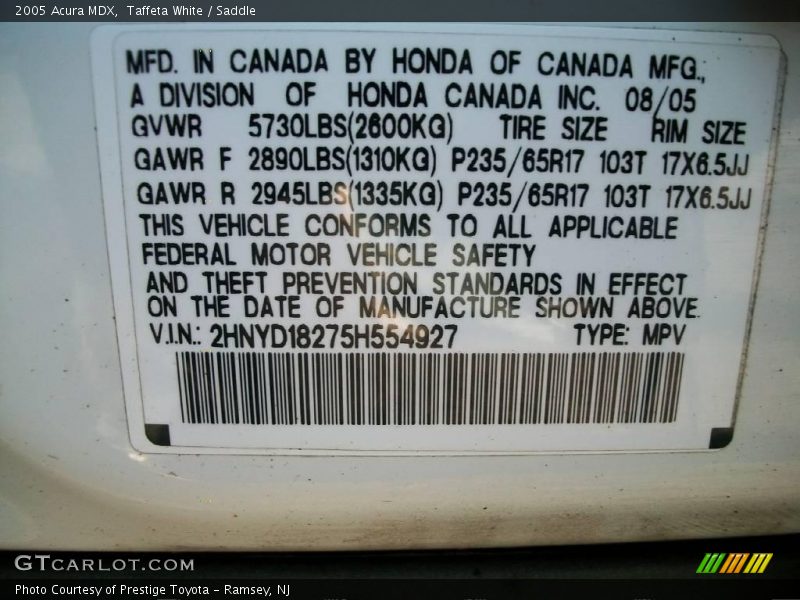 2005 Acura MDX, Taffeta White / Saddle
MFD. IN CANADA BY HONDA OF CANADA MFG.,
A DIVISION OF HONDA CANADA INC. 08/05
GVWR 5730LBS(2600KG) TIRE SIZE RIM SIZE
GAWR F 2890LBS(1310KG) P235/65R17 103T 17X6.5JJ
GAWR R 2945LBS(1335KG) P235/65R17 103T 17X6.5JJ
THIS VEHICLE CONFORMS TO ALL APPLICABLE
FEDERAL MOTOR VEHICLE SAFETY
AND THEFT PREVENTION STANDARDS IN EFFECT
ON THE DATE OF MANUFACTURE SHOWN ABOVE.
V.I.N.: 2HNYD18275H554927 TYPE: MPV
GTCARLOT.COM
Photo Courtesy of Prestige Toyota - Ramsey, NJ